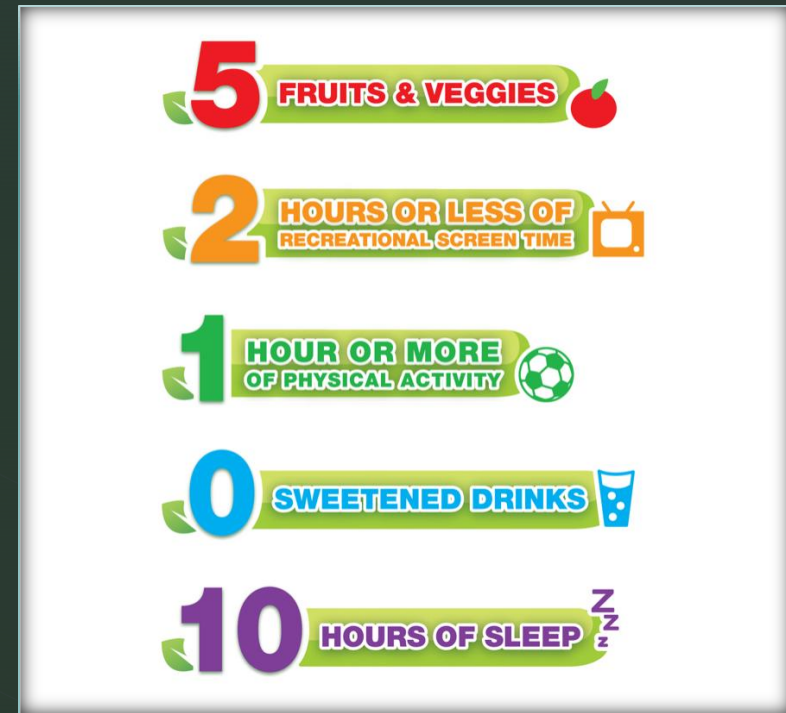 5 FRUITS & VEGGIES
2 HOURS OR LESS OF
RECREATIONAL SCREEN TIME
1 HOUR OR MORE
OF PHYSICAL ACTIVITY
0 SWEETENED DRINKS
10 HOURS OF SLEEP
Z
Z
z